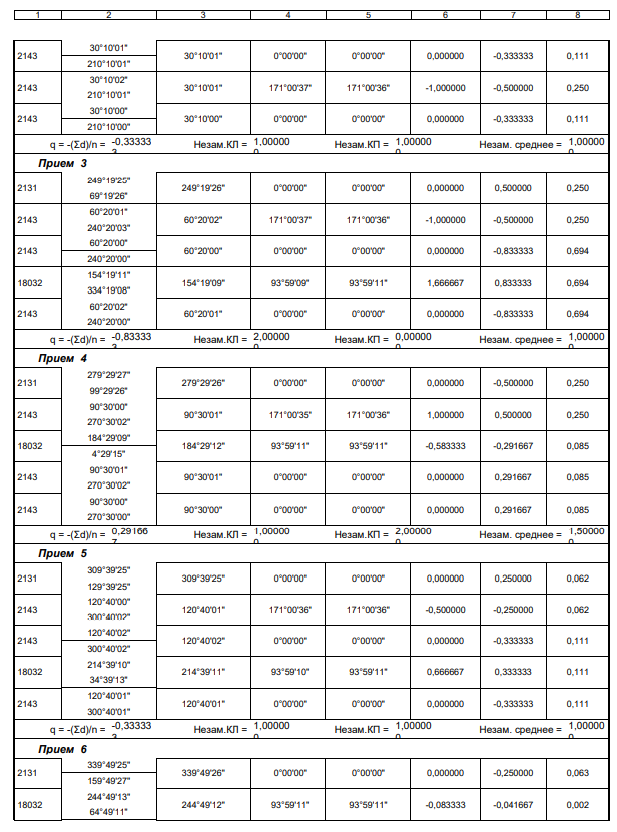 1 2 3 4 5 6 7 8
30°10'01"
2143 30°10'01" 0°00'00" 0°00'00" 0,000000 -0,333333 0,111
210°10'01"
30°10'02"
2143 30°10'01" 171°00'37" 171°00'36" -1,000000 -0,500000 0,250
210°10'01"
30°10'00"
2143 30°10'00" 0°00'00" 0°00'00" 0,000000 -0,333333 0,111
210°10'00"
q = -(Σd)/n = -0,33333 Незам.КЛ = 1,00000 Незам.КП = 1,00000 Незам. среднее = 1,00000
Прием 3
249°19'25"
2131 249°19'26" 0°00'00" 0°00'00" 0,000000 0,500000 0,250
69°19'26"
60°20'01"
2143 60°20'02" 171°00'37" 171°00'36" -1,000000 -0,500000 0,250
240°20'03"
60°20'00"
2143 60°20'00" 0°00'00" 0°00'00" 0,000000 -0,833333 0,694
240°20'00"
154°19'11"
18032 154°19'09" 93°59'09" 93°59'11" 1,666667 0,833333 0,694
334°19'08"
60°20'02"
2143 60°20'01" 0°00'00" 0°00'00" 0,000000 -0,833333 0,694
240°20'00"
q = -(Σd)/n = -0,83333 Незам.КЛ = 2,00000 Незам.КП = 0,00000 Незам. среднее = 1,00000
Прием 4
279°29'27"
2131 279°29'26" 0°00'00" 0°00'00" 0,000000 -0,500000 0,250
99°29'26"
90°30'00"
2143 90°30'01" 171°00'35" 171°00'36" 1,000000 0,500000 0,250
270°30'02"
184°29'09"
18032 184°29'12" 93°59'11" 93°59'11" -0,583333 -0,291667 0,085
4°29'15"
90°30'01"
2143 90°30'01" 0°00'00" 0°00'00" 0,000000 0,291667 0,085
270°30'02"
90°30'00"
2143 90°30'00" 0°00'00" 0°00'00" 0,000000 0,291667 0,085
270°30'00"
q = -(Σd)/n = 0,29166 Незам.КЛ = 1,00000 Незам.КП = 2,00000 Незам. среднее = 1,50000
Прием 5
309°39'25"
2131 309°39'25" 0°00'00" 0°00'00" 0,000000 0,250000 0,062
129°39'25"
120°40'00"
2143 120°40'01" 171°00'36" 171°00'36" -0,500000 -0,250000 0,062
300°40'02"
120°40'02"
2143 120°40'02" 0°00'00" 0°00'00" 0,000000 -0,333333 0,111
300°40'02"
214°39'10"
18032 214°39'11" 93°59'10" 93°59'11" 0,666667 0,333333 0,111
34°39'13"
120°40'01"
2143 120°40'01" 0°00'00" 0°00'00" 0,000000 -0,333333 0,111
300°40'01"
q = -(Σd)/n = -0,33333 Незам.КЛ = 1,00000 Незам.КП = 1,00000 Незам. среднее = 1,00000
Прием 6
339°49'25"
2131 339°49'26" 0°00'00" 0°00'00" 0,000000 -0,250000 0,063
159°49'27"
244°49'13"
18032 244°49'12" 93°59'11" 93°59'11" -0,083333 -0,041667 0,002
64°49'11"